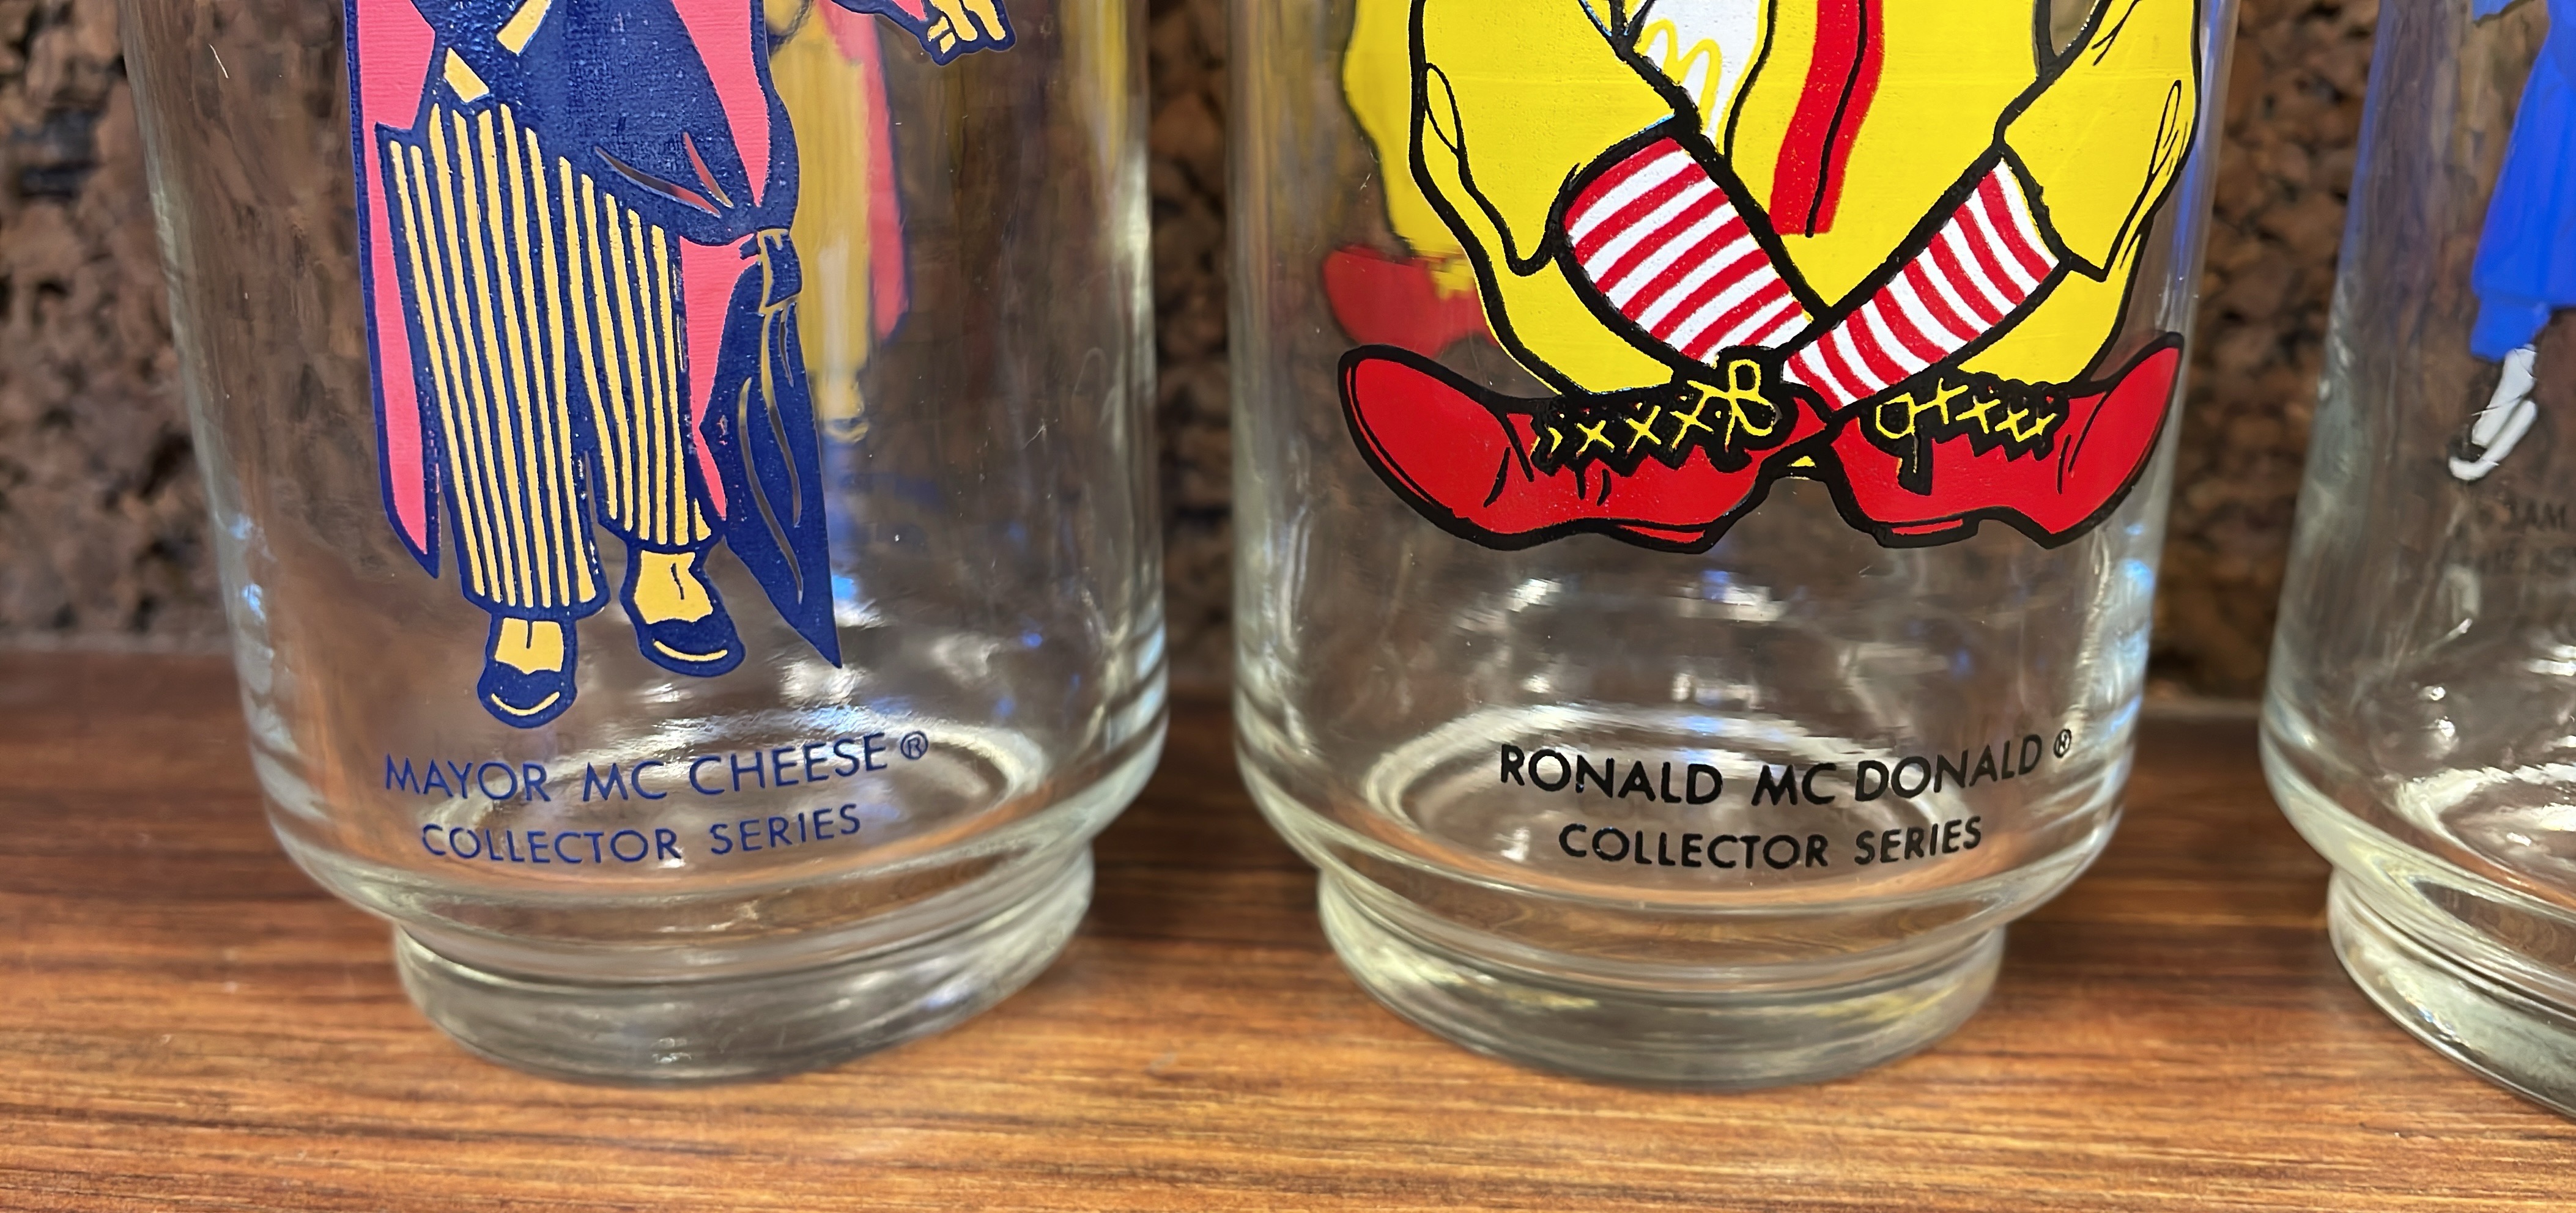 MAYOR MC CHEESE®
COLLECTOR SERIES
RONALD MC DONALD®
COLLECTOR SERIES